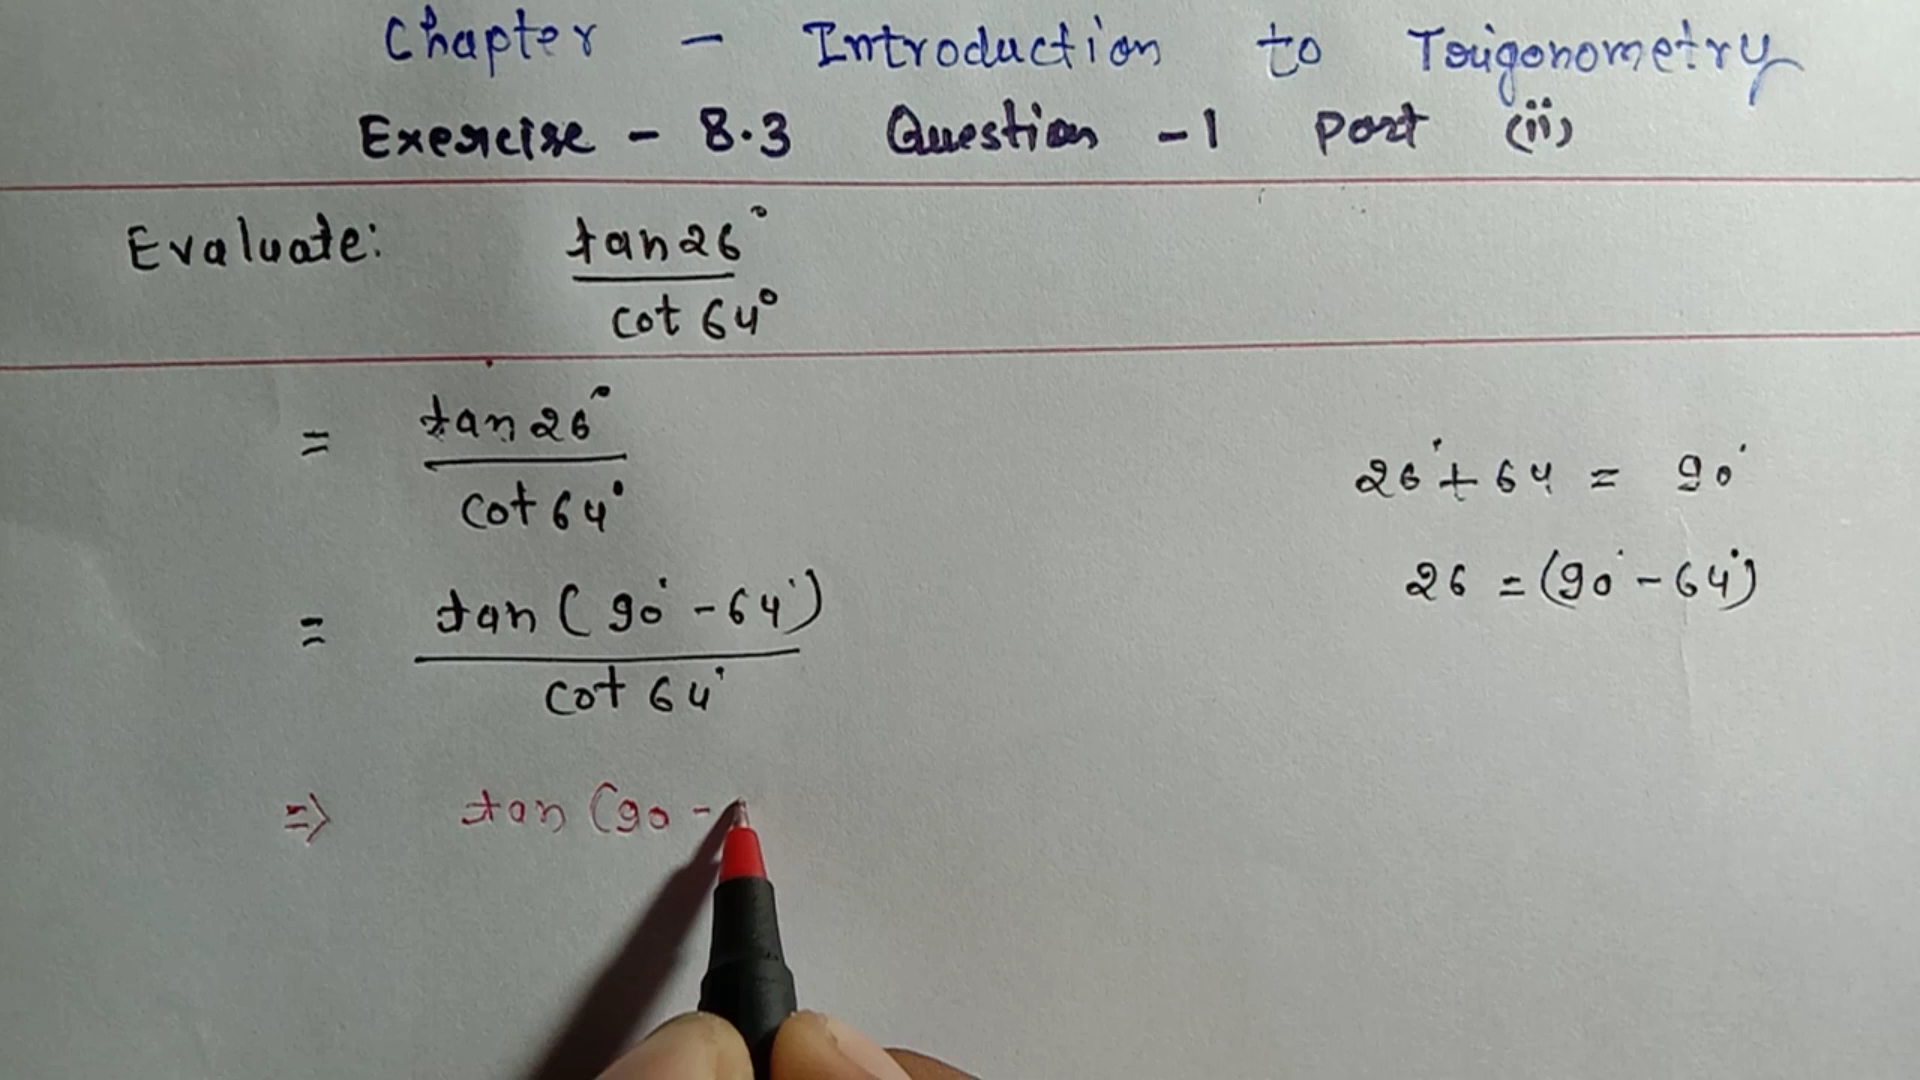 Chapter - Introduction to Trigonometry
Exercise - 8.3 Question - 1 Part (ii)
Evaluate: tan 26° / cot 64°
= tan 26° / cot 64°
26° + 64 = 90°
= tan (90° - 64°) / cot 64°
26 = (90° - 64°)
=> tan (90 -